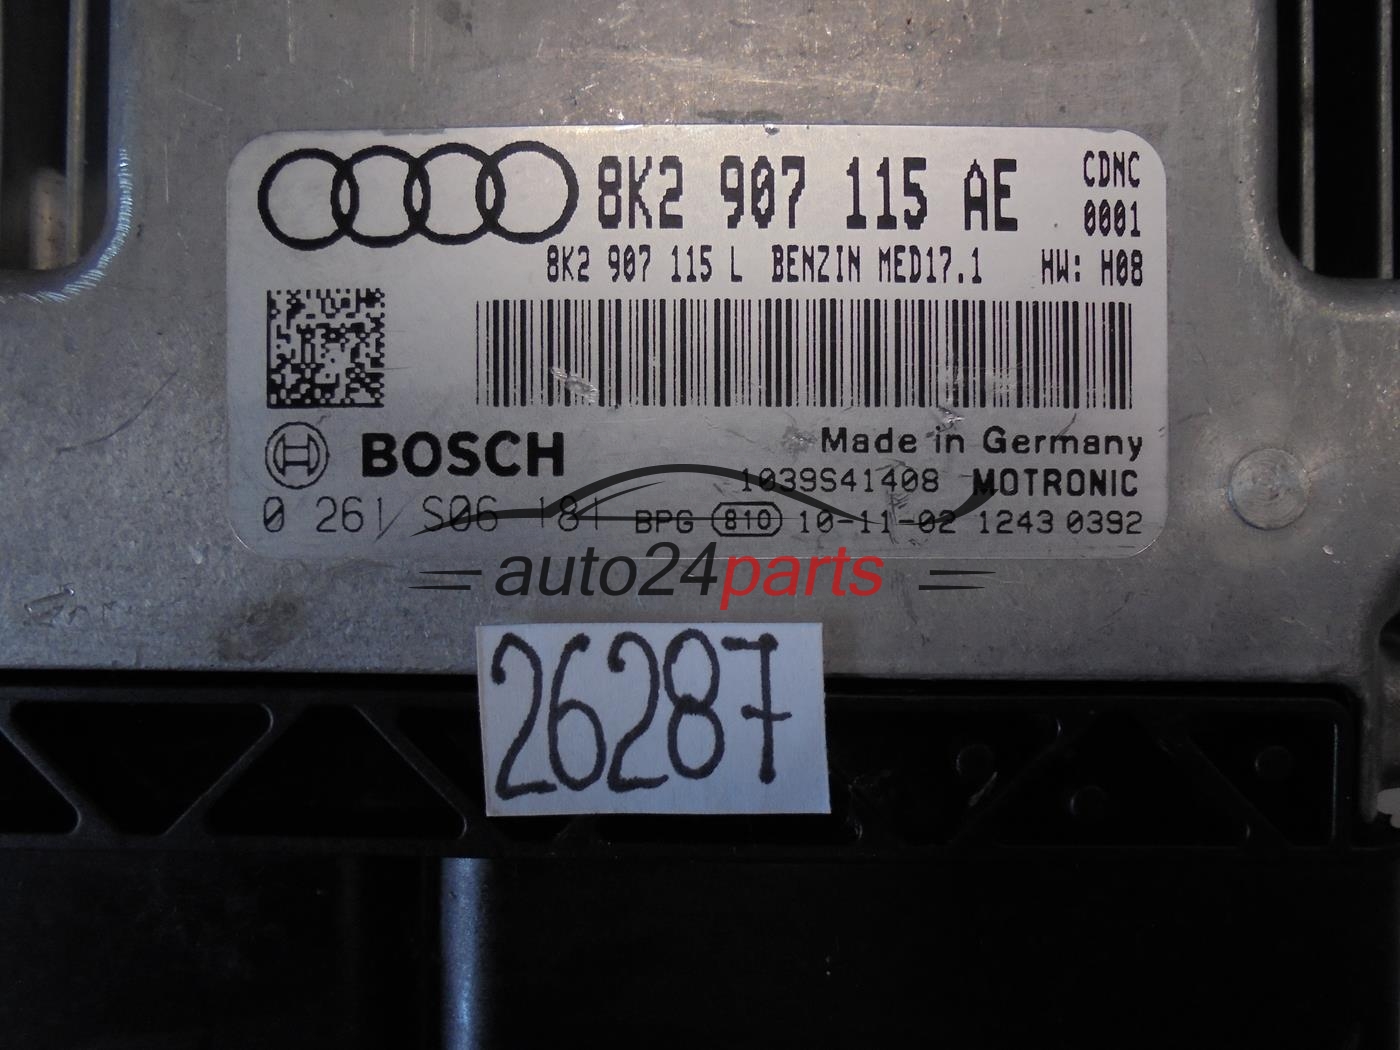 8K2 907 115 AE
CDNC
0001
8K2 907 115 L BENZIN MED17.1 HW: H08
BOSCH
Made in Germany
1039S41408 MOTRONIC
0 261 S06 181 BPG 810 10-11-02 1243 0392
auto24parts
26287